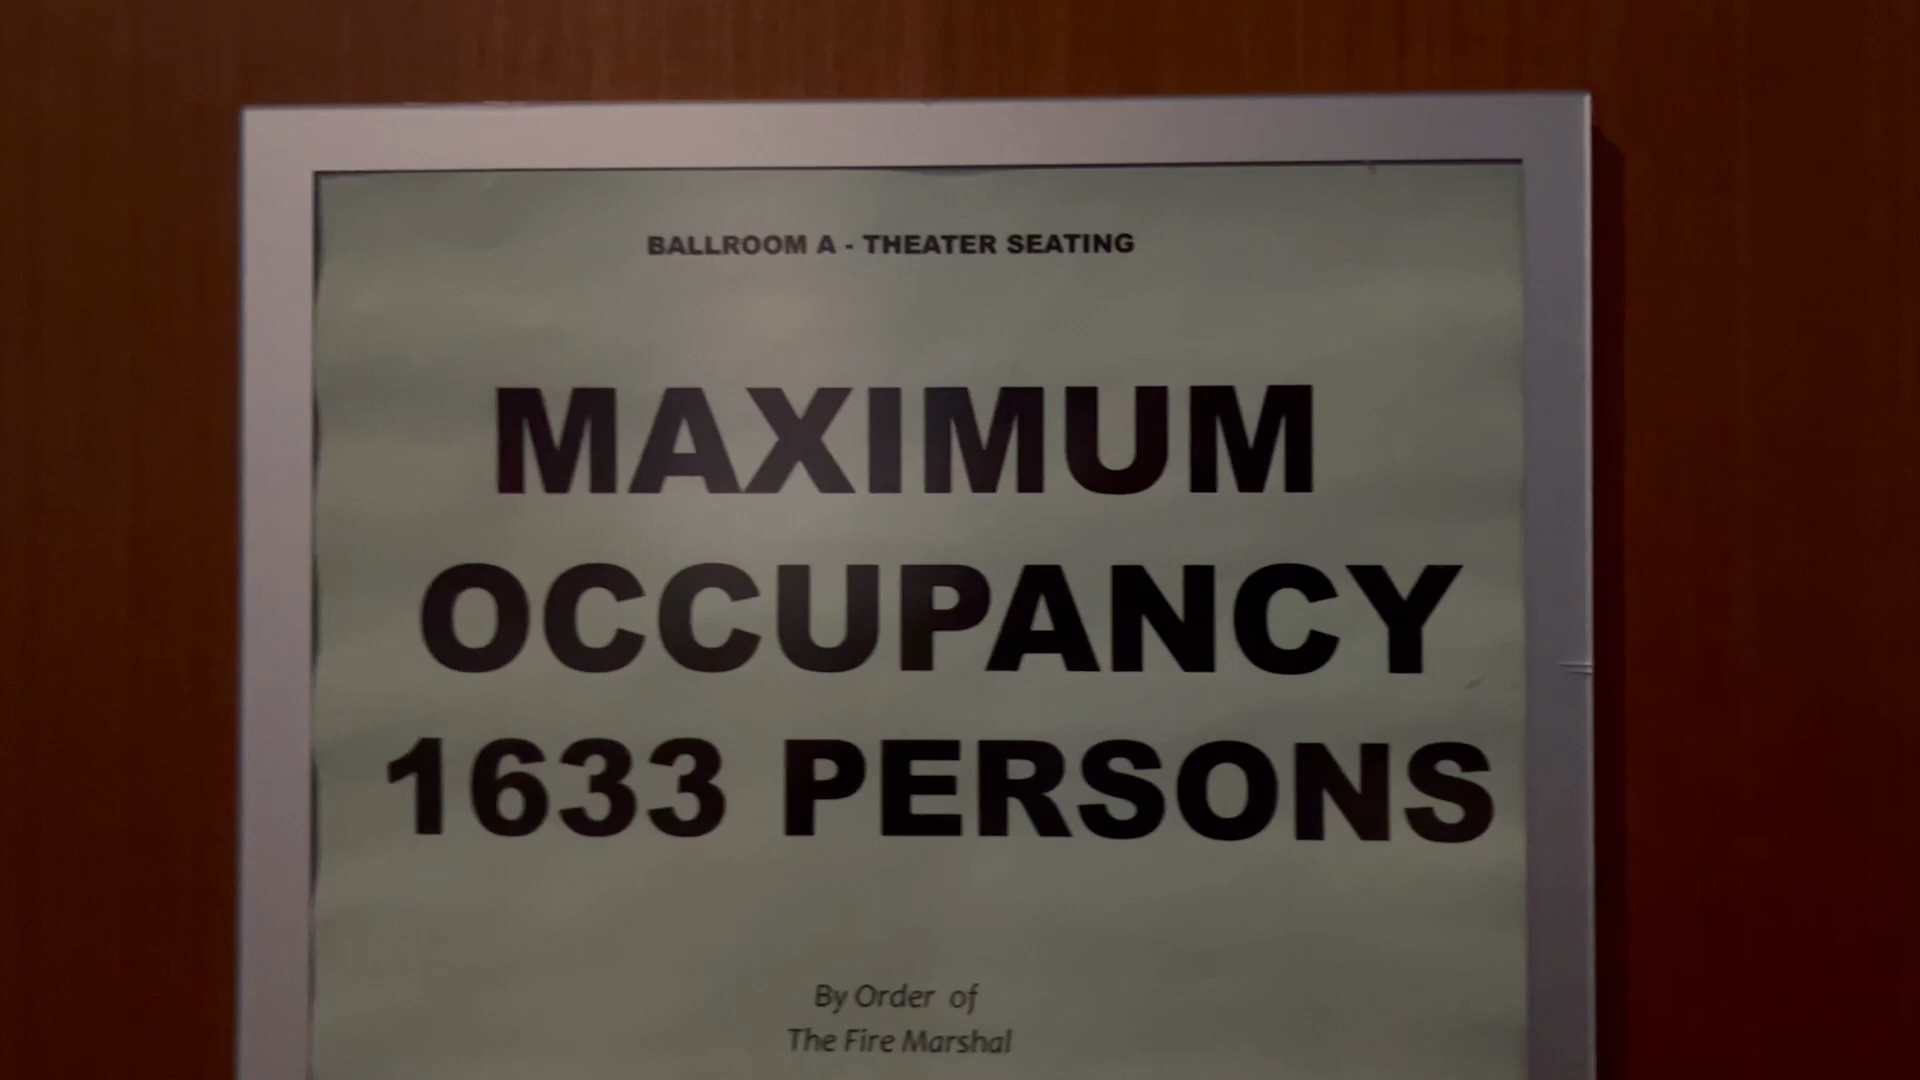 BALLROOM A - THEATER SEATING
MAXIMUM
OCCUPANCY
1633 PERSONS
By Order of
The Fire Marshal